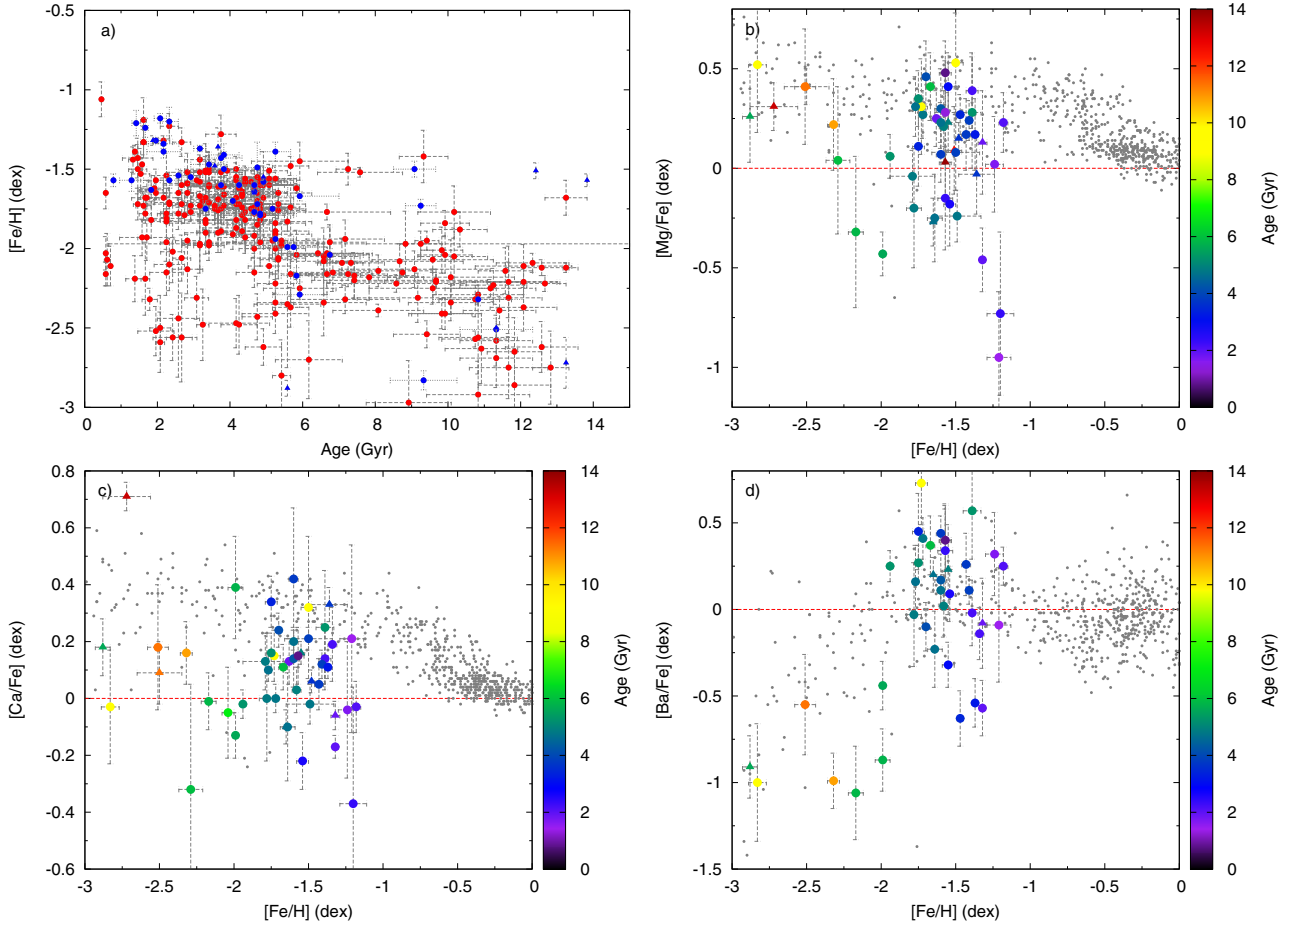 a)
-0.5
-1
-1.5
-2
-2.5
-3
[Fe/H] (dex)
0 2 4 6 8 10 12 14
Age (Gyr)
b)
0.5
0
-0.5
-1
[Mg/Fe] (dex)
-3 -2.5 -2 -1.5 -1 -0.5 0
[Fe/H] (dex)
14
12
10
8
6
4
2
0
Age (Gyr)
c)
0.8
0.6
0.4
0.2
0
-0.2
-0.4
-0.6
[Ca/Fe] (dex)
-3 -2.5 -2 -1.5 -1 -0.5 0
[Fe/H] (dex)
14
12
10
8
6
4
2
0
Age (Gyr)
d)
0.5
0
-0.5
-1
-1.5
[Ba/Fe] (dex)
-3 -2.5 -2 -1.5 -1 -0.5 0
[Fe/H] (dex)
14
12
10
8
6
4
2
0
Age (Gyr)